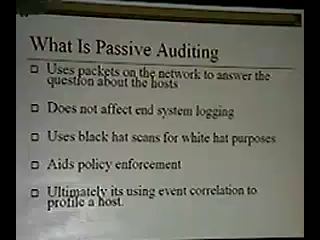 What Is Passive Auditing
Uses packets on the network to answer the
question about the hosts
Does not affect end system logging
Uses black hat scans for white hat purposes
Aids policy enforcement
Ultimately its using event correlation to
profile a host.